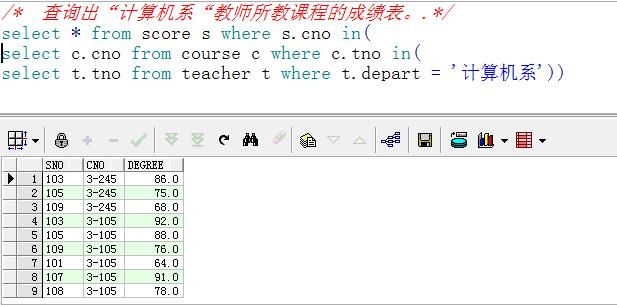 /*  查询出“计算机系“教师所教课程的成绩表。.*/
select * from score s where s.cno in(
select c.cno from course c where c.tno in(
select t.tno from teacher t where t.depart = '计算机系'))
SNO CNO DEGREE
1 103 3-245 86.0
2 105 3-245 75.0
3 109 3-245 68.0
4 103 3-105 92.0
5 105 3-105 88.0
6 109 3-105 76.0
7 101 3-105 64.0
8 107 3-105 91.0
9 108 3-105 78.0